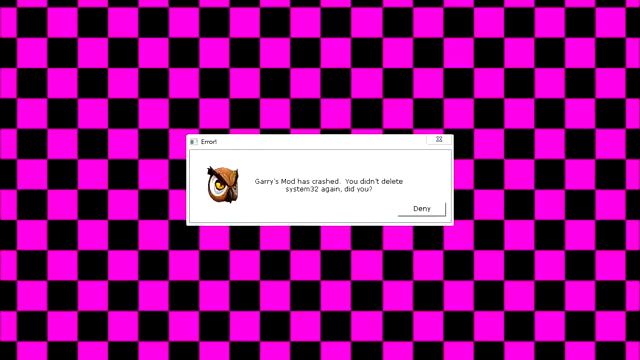 Error!
Garry's Mod has crashed. You didn't delete
system32 again, did you?
Deny